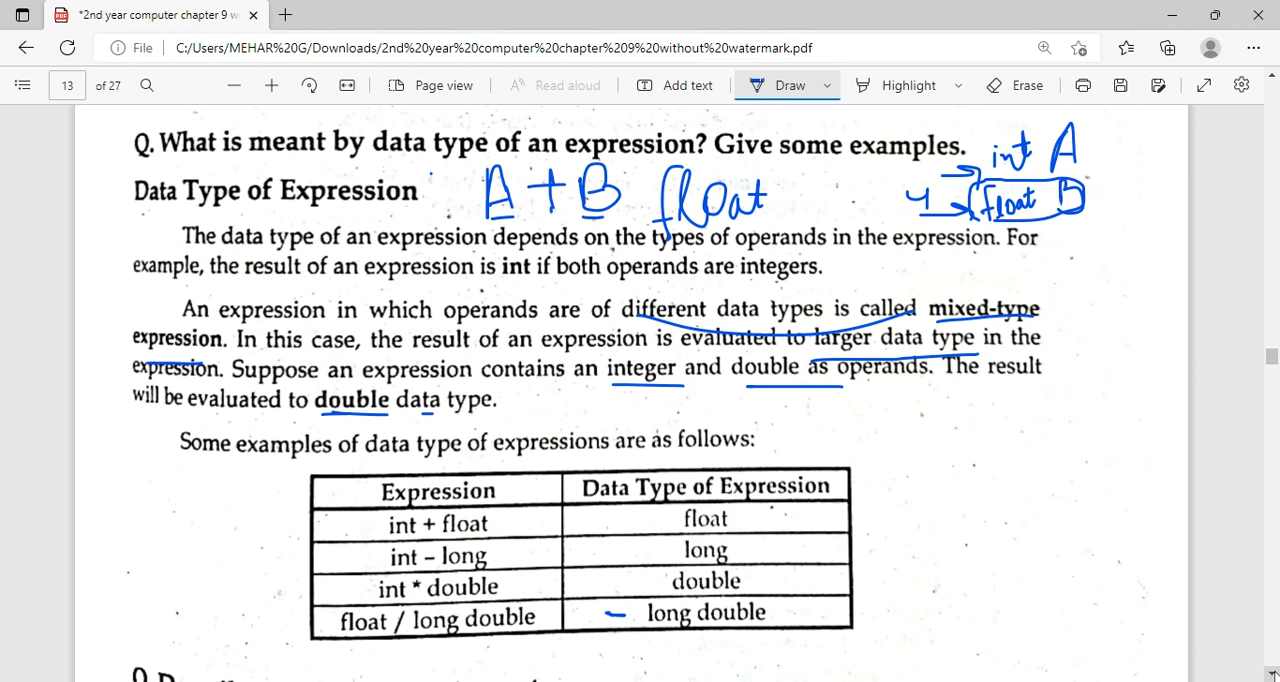 *2nd year computer chapter 9 w
File C:/Users/MEHAR%20G/Downloads/2nd%20year%20computer%20chapter%209%20without%20watermark.pdf
13 of 27 Page view Read aloud Add text Draw Highlight Erase
Q. What is meant by data type of an expression? Give some examples.
int A
Data Type of Expression
A + B float
4 float B
The data type of an expression depends on the types of operands in the expression. For
example, the result of an expression is int if both operands are integers.
An expression in which operands are of different data types is called mixed-type
expression. In this case, the result of an expression is evaluated to larger data type in the
expression. Suppose an expression contains an integer and double as operands. The result
will be evaluated to double data type.
Some examples of data type of expressions are as follows:
Expression Data Type of Expression
int + float float
int – long long
int * double double
float / long double long double